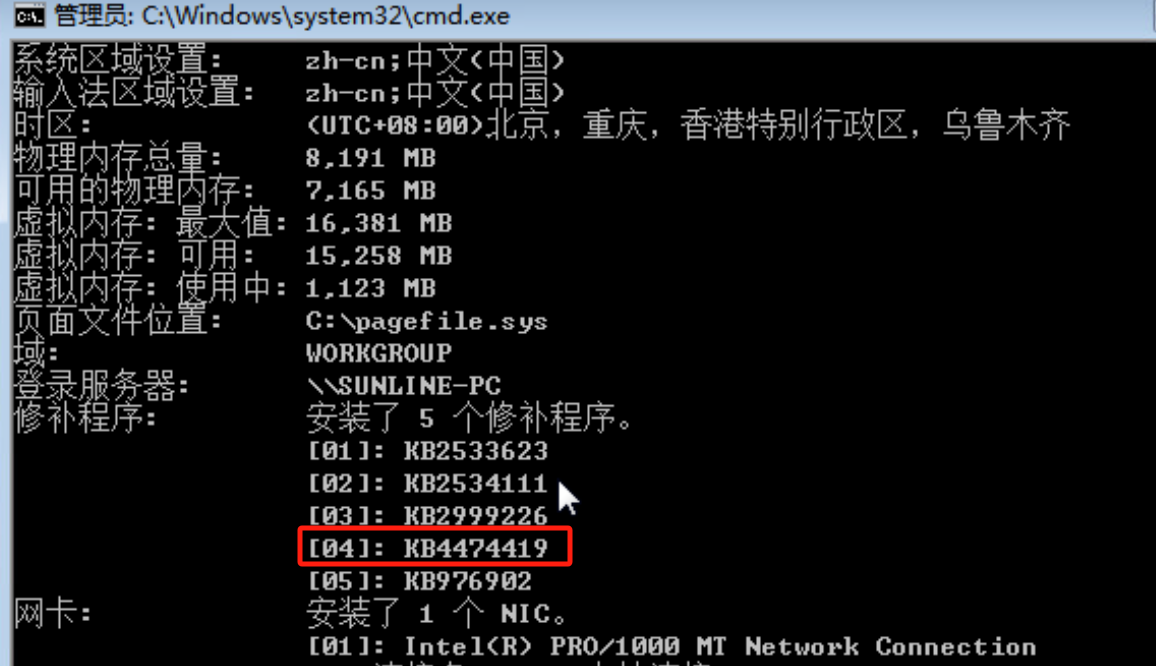 管理员: C:\Windows\system32\cmd.exe
系统区域设置: zh-cn;中文(中国)
输入法区域设置: zh-cn;中文(中国)
时区: (UTC+08:00)北京，重庆，香港特别行政区，乌鲁木齐
物理内存总量: 8,191 MB
可用的物理内存: 7,165 MB
虚拟内存: 最大值: 16,381 MB
虚拟内存: 可用: 15,258 MB
虚拟内存: 使用中: 1,123 MB
页面文件位置: C:\pagefile.sys
域: WORKGROUP
登录服务器: \\SUNLINE-PC
修补程序: 安装了 5 个修补程序。
[01]: KB2533623
[02]: KB2534111
[03]: KB2999226
[04]: KB4474419
[05]: KB976902
网卡: 安装了 1 个 NIC。
[01]: Intel(R) PRO/1000 MT Network Connection